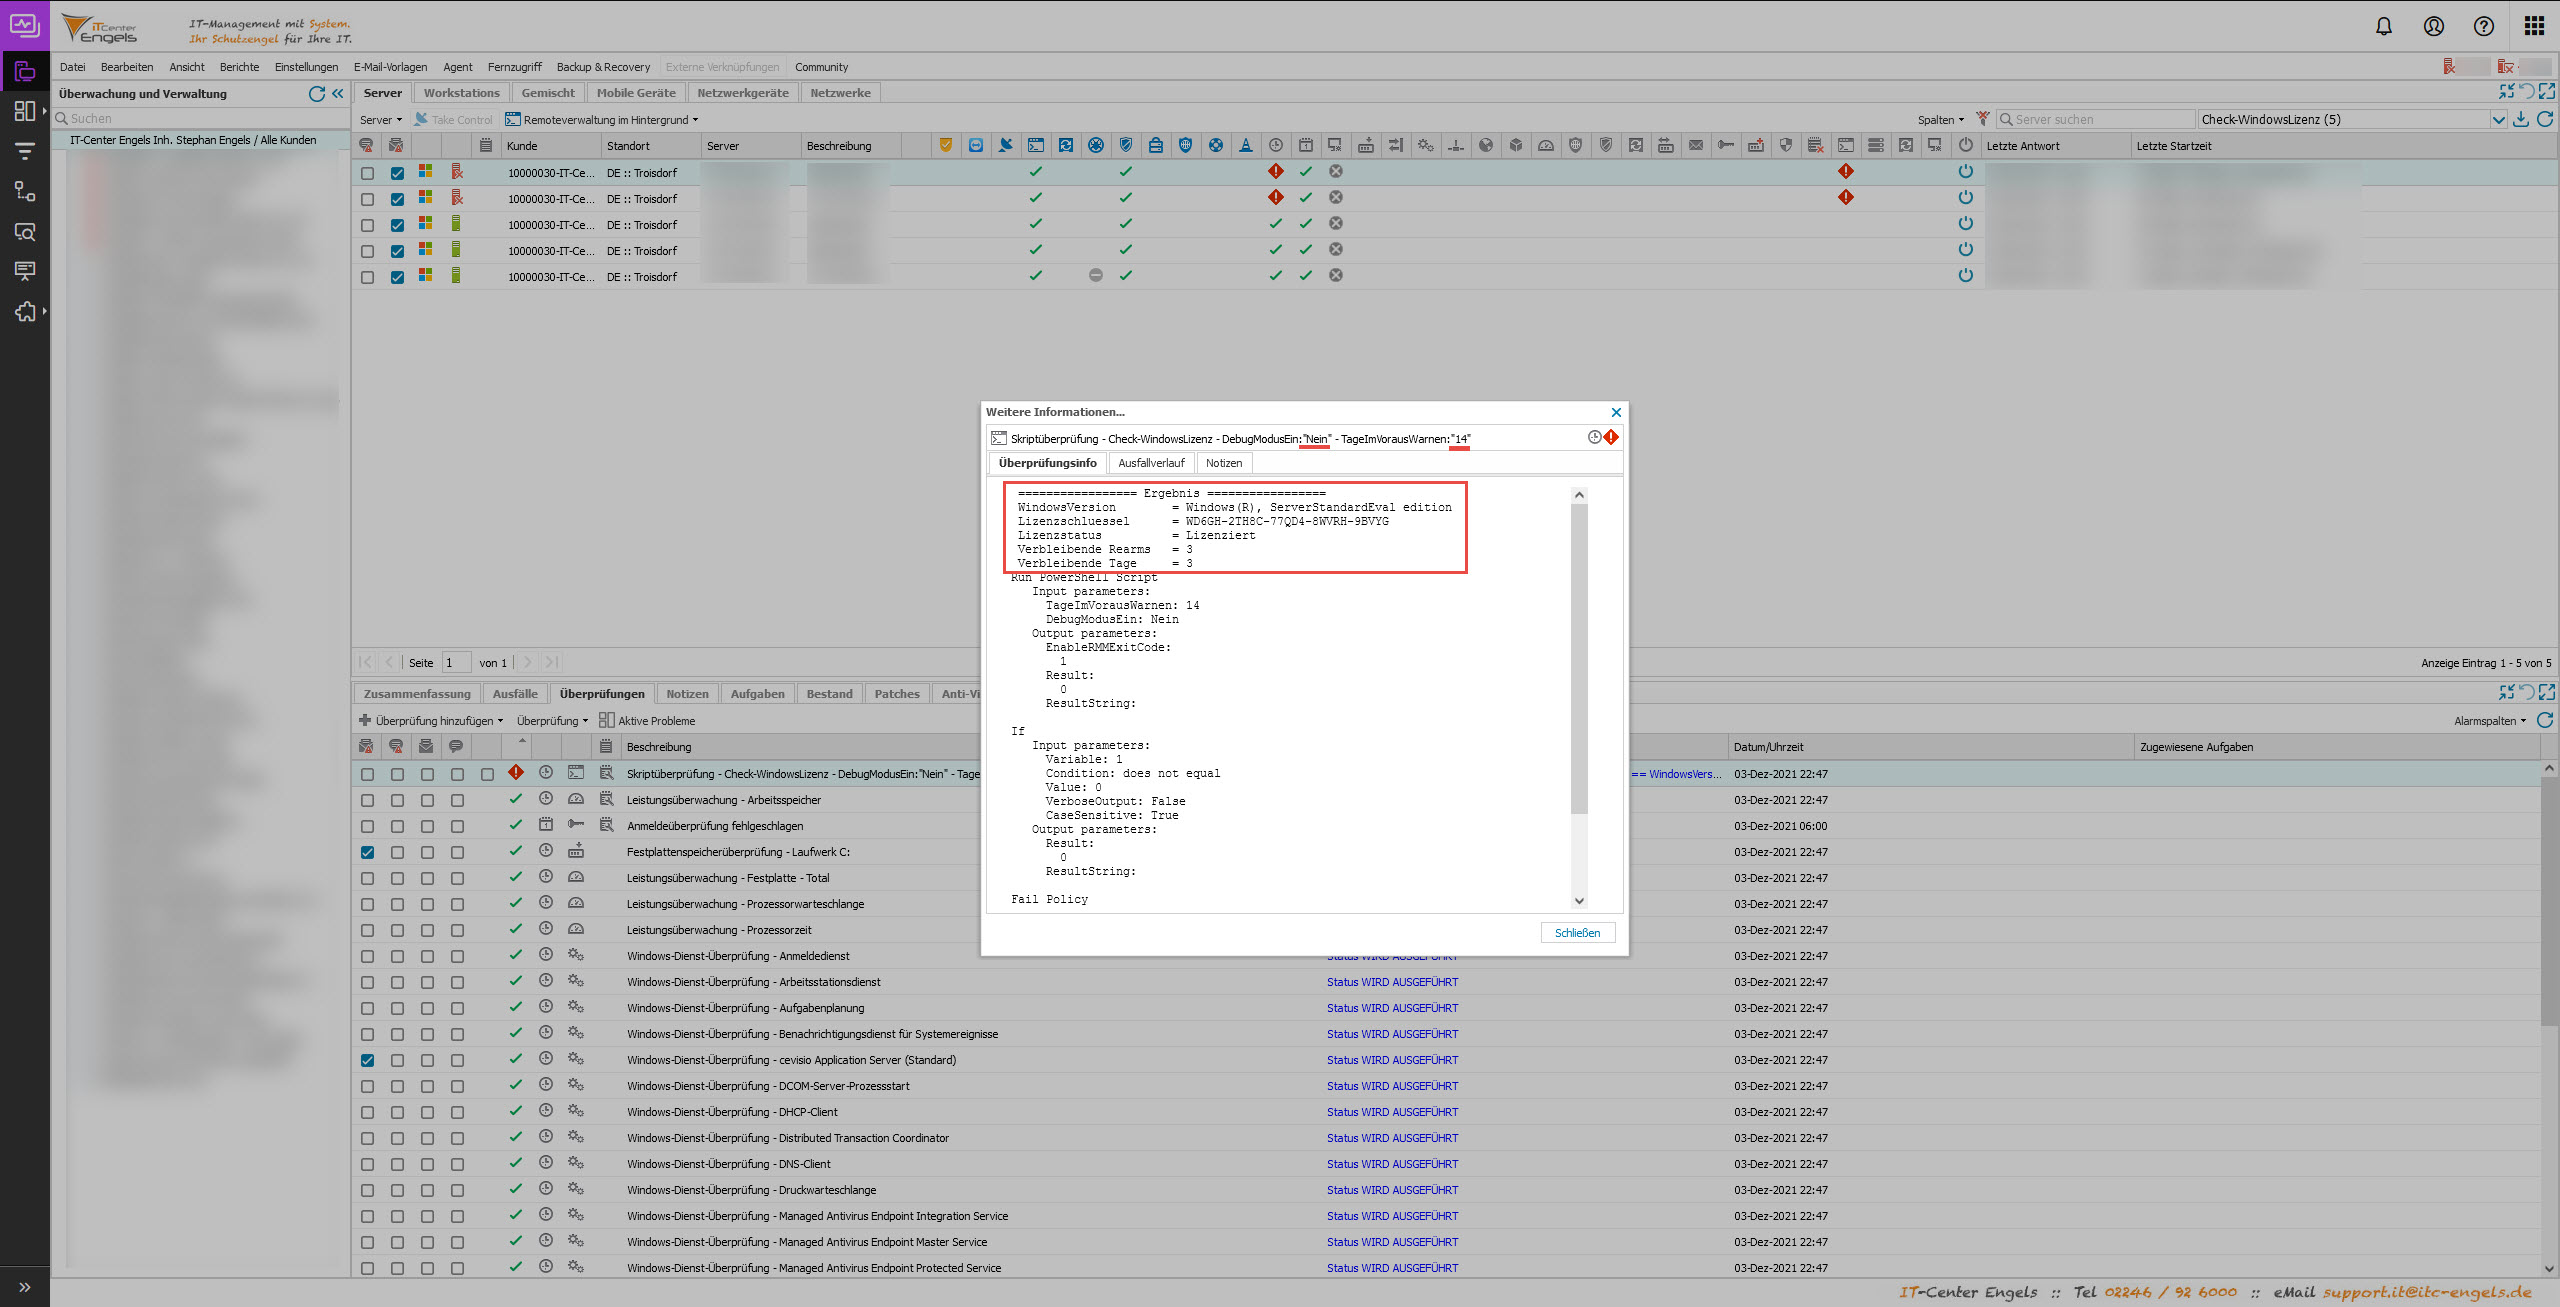 iTCenter
Engels
IT-Management mit System.
Ihr Schutzengel für Ihre IT.
Datei Bearbeiten Ansicht Berichte Einstellungen E-Mail-Vorlagen Agent Fernzugriff Backup & Recovery Externe Verknüpfungen Community
Überwachung und Verwaltung
Suchen
IT-Center Engels Inh. Stephan Engels / Alle Kunden
Server Workstations Gemischt Mobile Geräte Netzwerkgeräte Netzwerke
Server Take Control Remoteverwaltung im Hintergrund Spalten Server suchen Check-WindowsLizenz (5)
Kunde Standort Server Beschreibung Letzte Antwort Letzte Startzeit
10000030-IT-Ce... DE :: Troisdorf
10000030-IT-Ce... DE :: Troisdorf
10000030-IT-Ce... DE :: Troisdorf
10000030-IT-Ce... DE :: Troisdorf
10000030-IT-Ce... DE :: Troisdorf
Seite 1 von 1 Anzeige Eintrag 1 - 5 von 5
Weitere Informationen...
Skriptüberprüfung - Check-WindowsLizenz - DebugModusEin:"Nein" - TageImVorausWarnen:"14"
Überprüfungsinfo Ausfallverlauf Notizen
================= Ergebnis =================
WindowsVersion = Windows(R), ServerStandardEval edition
Lizenzschluessel = WD6GH-2TH8C-77QD4-8WVRH-9BVYG
Lizenzstatus = Lizenziert
Verbleibende Rearms = 3
Verbleibende Tage = 3
Run PowerShell Script
Input parameters:
TageImVorausWarnen: 14
DebugModusEin: Nein
Output parameters:
EnableRMMExitCode:
1
Result:
0
ResultString:
If
Input parameters:
Variable: 1
Condition: does not equal
Value: 0
VerboseOutput: False
CaseSensitive: True
Output parameters:
Result:
0
ResultString:
Fail Policy
Schließen
Zusammenfassung Ausfälle Überprüfungen Notizen Aufgaben Bestand Patches Anti-Vi
Überprüfung hinzufügen Überprüfung Aktive Probleme Alarmspalten
Beschreibung Datum/Uhrzeit Zugewiesene Aufgaben
Skriptüberprüfung - Check-WindowsLizenz - DebugModusEin:"Nein" - Tage == WindowsVers... 03-Dez-2021 22:47
Leistungsüberwachung - Arbeitsspeicher 03-Dez-2021 22:47
Anmeldeüberprüfung fehlgeschlagen 03-Dez-2021 06:00
Festplattenspeicherüberprüfung - Laufwerk C: 03-Dez-2021 22:47
Leistungsüberwachung - Festplatte - Total 03-Dez-2021 22:47
Leistungsüberwachung - Prozessorwarteschlange 03-Dez-2021 22:47
Leistungsüberwachung - Prozessorzeit 03-Dez-2021 22:47
Windows-Dienst-Überprüfung - Anmeldedienst Status WIRD AUSGEFÜHRT 03-Dez-2021 22:47
Windows-Dienst-Überprüfung - Arbeitsstationsdienst Status WIRD AUSGEFÜHRT 03-Dez-2021 22:47
Windows-Dienst-Überprüfung - Aufgabenplanung Status WIRD AUSGEFÜHRT 03-Dez-2021 22:47
Windows-Dienst-Überprüfung - Benachrichtigungsdienst für Systemereignisse Status WIRD AUSGEFÜHRT 03-Dez-2021 22:47
Windows-Dienst-Überprüfung - cevisio Application Server (Standard) Status WIRD AUSGEFÜHRT 03-Dez-2021 22:47
Windows-Dienst-Überprüfung - DCOM-Server-Prozessstart Status WIRD AUSGEFÜHRT 03-Dez-2021 22:47
Windows-Dienst-Überprüfung - DHCP-Client Status WIRD AUSGEFÜHRT 03-Dez-2021 22:47
Windows-Dienst-Überprüfung - Distributed Transaction Coordinator Status WIRD AUSGEFÜHRT 03-Dez-2021 22:47
Windows-Dienst-Überprüfung - DNS-Client Status WIRD AUSGEFÜHRT 03-Dez-2021 22:47
Windows-Dienst-Überprüfung - Druckwarteschlange Status WIRD AUSGEFÜHRT 03-Dez-2021 22:47
Windows-Dienst-Überprüfung - Managed Antivirus Endpoint Integration Service Status WIRD AUSGEFÜHRT 03-Dez-2021 22:47
Windows-Dienst-Überprüfung - Managed Antivirus Endpoint Master Service Status WIRD AUSGEFÜHRT 03-Dez-2021 22:47
Windows-Dienst-Überprüfung - Managed Antivirus Endpoint Protected Service Status WIRD AUSGEFÜHRT 03-Dez-2021 22:47
IT-Center Engels :: Tel 02246 / 92 6000 :: eMail support.it@itc-engels.de